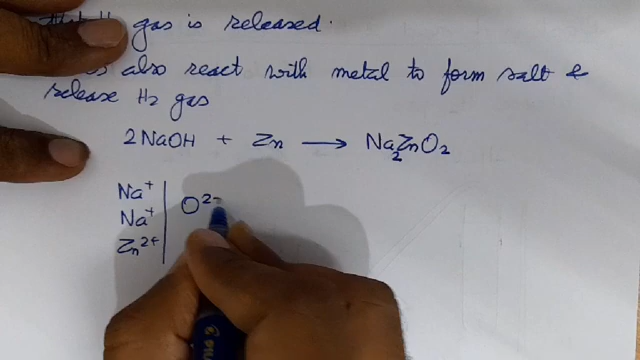 gas is released.
also react with metal to form salt &
release H2 gas
2NaOH + Zn ⟶ Na2ZnO2
Na+
Na+ O2-
Zn2+